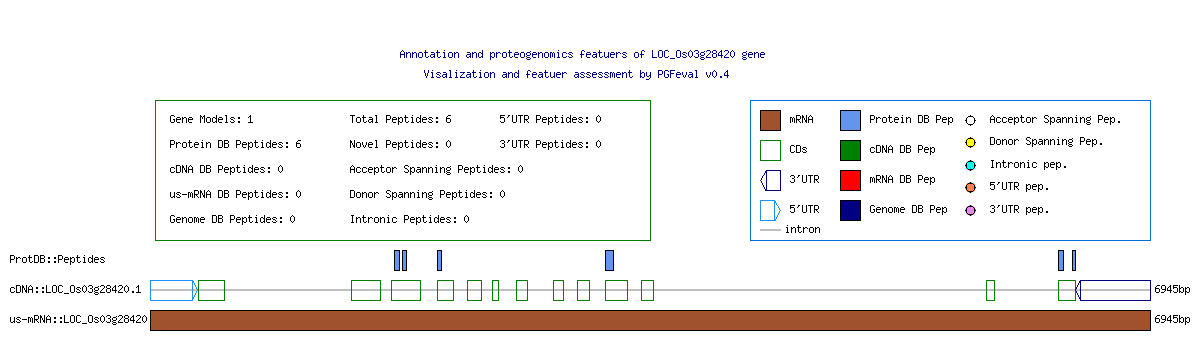 Annotation and proteogenomics featuers of LOC_Os03g28420 gene
Visalization and featuer assessment by PGFeval v0.4
Gene Models: 1
Total Peptides: 6
5'UTR Peptides: 0
Protein DB Peptides: 6
Novel Peptides: 0
3'UTR Peptides: 0
cDNA DB Peptides: 0
Acceptor Spanning Peptides: 0
us-mRNA DB Peptides: 0
Donor Spanning Peptides: 0
Genome DB Peptides: 0
Intronic Peptides: 0
mRNA
Protein DB Pep
Acceptor Spanning Pep.
CDs
cDNA DB Pep
Donor Spanning Pep.
Intronic pep.
3'UTR
mRNA DB Pep
5'UTR pep.
5'UTR
Genome DB Pep
3'UTR pep.
intron
ProtDB::Peptides
cDNA::LOC_Os03g28420.1
6945bp
us-mRNA::LOC_Os03g28420
6945bp